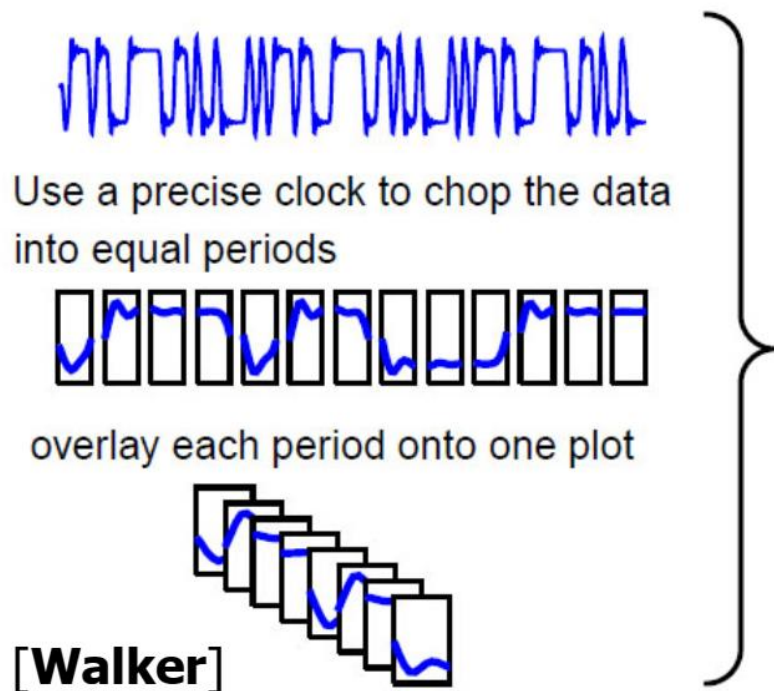 Use a precise clock to chop the data
into equal periods
overlay each period onto one plot
[Walker]